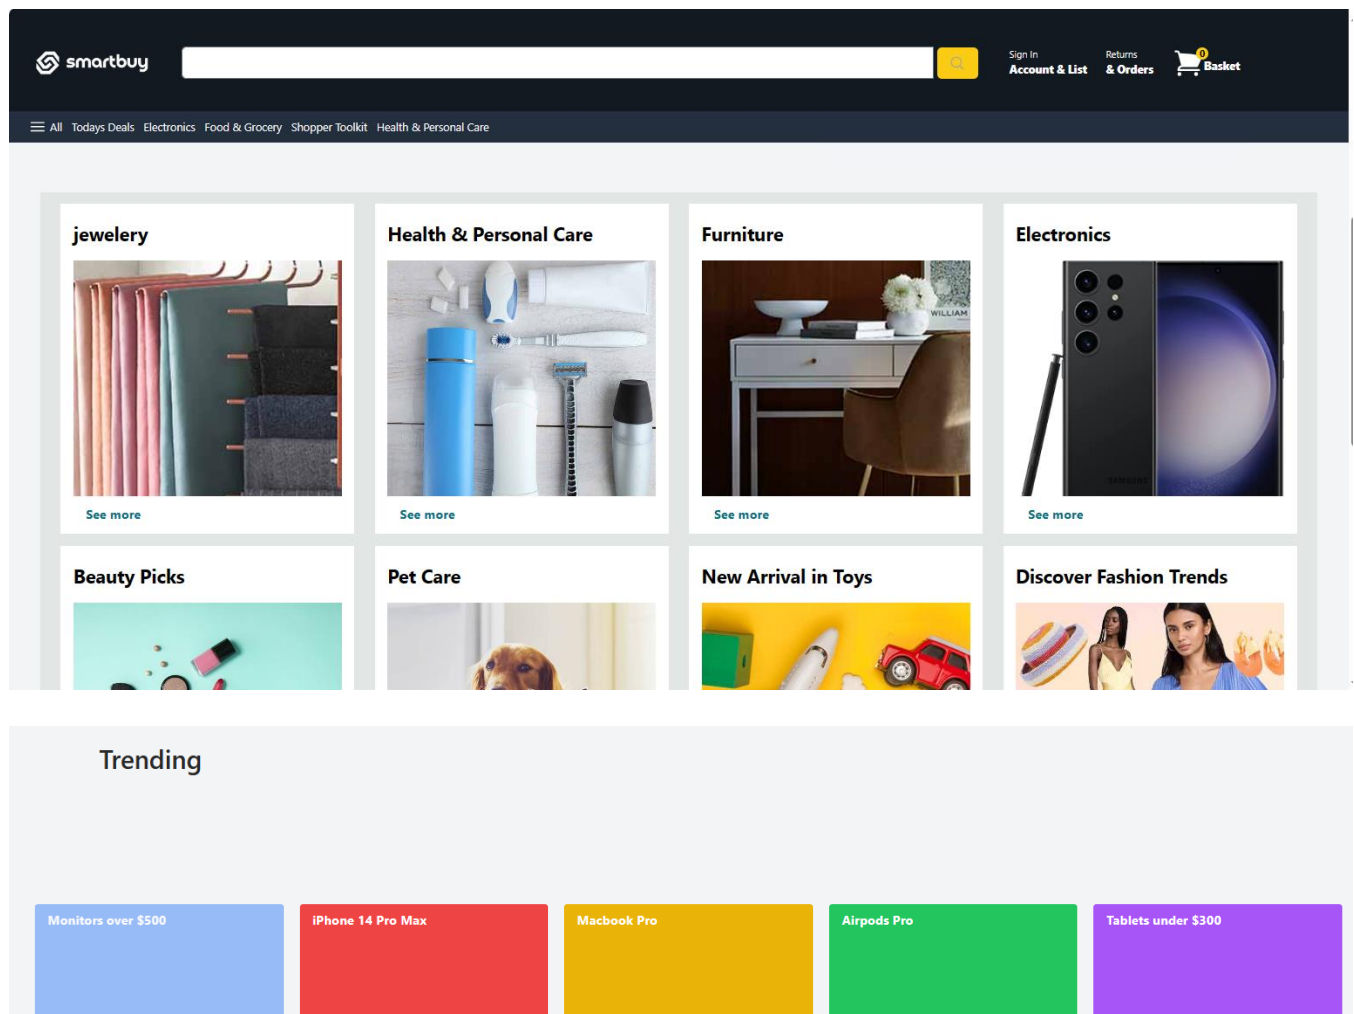 smartbuy
Sign In
Account & List
Returns
& Orders
0
Basket
All Todays Deals Electronics Food & Grocery Shopper Toolkit Health & Personal Care
jewelery
Health & Personal Care
Furniture
Electronics
WILLIAM
SAMSUNG
See more
See more
See more
See more
Beauty Picks
Pet Care
New Arrival in Toys
Discover Fashion Trends
Trending
Monitors over $500
iPhone 14 Pro Max
Macbook Pro
Airpods Pro
Tablets under $300